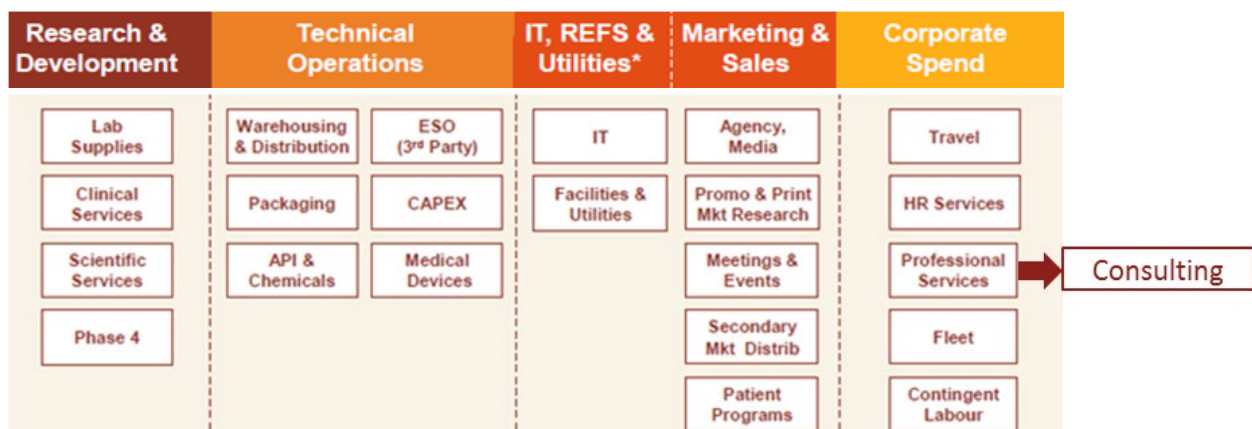 Research &
Development
Technical
Operations
IT, REFS &
Utilities*
Marketing &
Sales
Corporate
Spend
Lab
Supplies
Clinical
Services
Scientific
Services
Phase 4
Warehousing
& Distribution
Packaging
API &
Chemicals
ESO
(3rd Party)
CAPEX
Medical
Devices
IT
Facilities &
Utilities
Agency,
Media
Promo & Print
Mkt Research
Meetings &
Events
Secondary
Mkt Distrib
Patient
Programs
Travel
HR Services
Professional
Services
Consulting
Fleet
Contingent
Labour